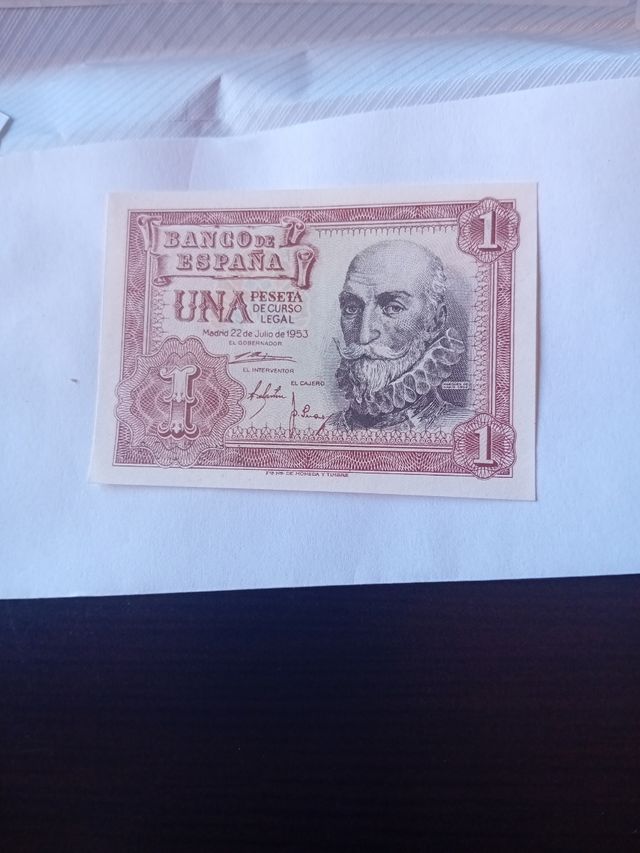 BANCO DE
ESPAÑA
1
UNA PESETA
DE CURSO
LEGAL
Madrid 22 de Julio de 1953
EL GOBERNADOR
EL INTERVENTOR
EL CAJERO
1
1